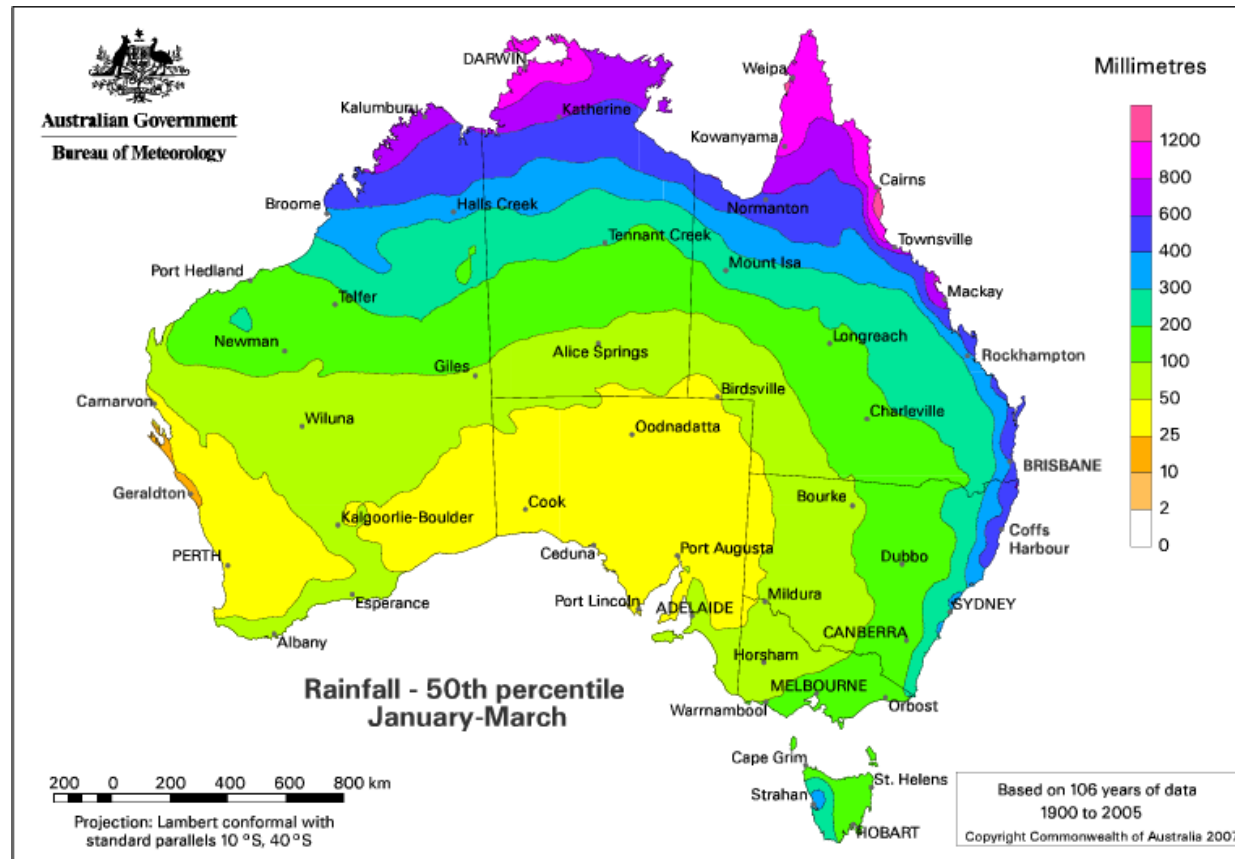 Australian Government
Bureau of Meteorology
DARWIN
Weipa
Kalumburu
Katherine
Kowanyama
Cairns
Broome
Halls Creek
Normanton
Townsville
Tennant Creek
Mount Isa
Port Hedland
Mackay
Telfer
Newman
Longreach
Alice Springs
Rockhampton
Giles
Birdsville
Carnarvon
Wiluna
Charleville
Oodnadatta
BRISBANE
Geraldton
Bourke
Cook
Kalgoorlie-Boulder
Coffs
Harbour
PERTH
Ceduna
Port Augusta
Dubbo
Esperance
Port Lincoln
ADELAIDE
Mildura
SYDNEY
Albany
CANBERRA
Horsham
MELBOURNE
Warrnambool
Orbost
Cape Grim
St. Helens
Strahan
HOBART
Millimetres
1200
800
600
400
300
200
100
50
25
10
2
0
Rainfall - 50th percentile
January-March
200 0 200 400 600 800 km
Projection: Lambert conformal with
standard parallels 10 °S, 40 °S
Based on 106 years of data
1900 to 2005
Copyright Commonwealth of Australia 2007